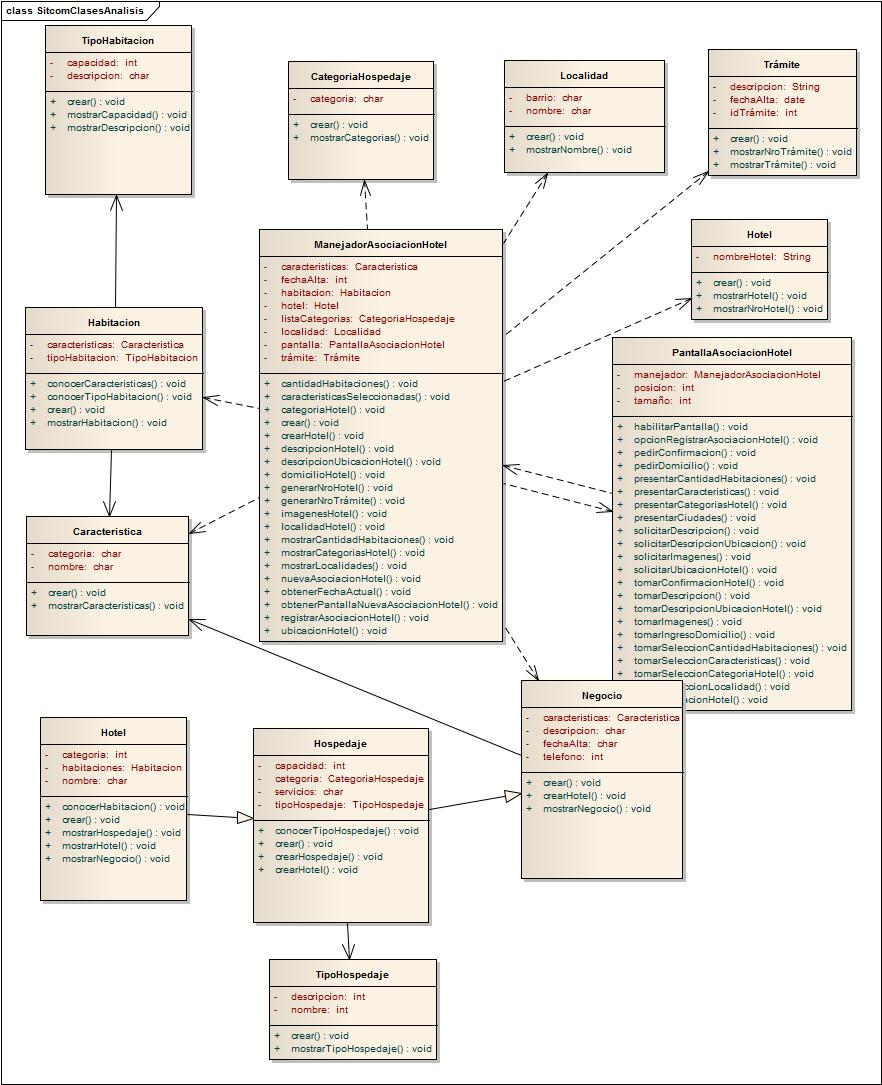 class SitcomClasesAnalisis
TipoHabitacion
- capacidad: int
- descripcion: char
+ crear() : void
+ mostrarCapacidad() : void
+ mostrarDescripcion() : void
CategoriaHospedaje
- categoria: char
+ crear() : void
+ mostrarCategorias() : void
Localidad
- barrio: char
- nombre: char
+ crear() : void
+ mostrarNombre() : void
Trámite
- descripcion: String
- fechaAlta: date
- idTrámite: int
+ crear() : void
+ mostrarNroTrámite() : void
+ mostrarTrámite() : void
Hotel
- nombreHotel: String
+ crear() : void
+ mostrarHotel() : void
+ mostrarNroHotel() : void
ManejadorAsociacionHotel
- caracteristicas: Caracteristica
- fechaAlta: int
- habitacion: Habitacion
- hotel: Hotel
- listaCategorias: CategoriaHospedaje
- localidad: Localidad
- pantalla: PantallaAsociacionHotel
- trámite: Trámite
+ cantidadHabitaciones() : void
+ caracteristicasSeleccionadas() : void
+ categoriaHotel() : void
+ crear() : void
+ crearHotel() : void
+ descripcionHotel() : void
+ descripcionUbicacionHotel() : void
+ domicilioHotel() : void
+ generarNroHotel() : void
+ generarNroTrámite() : void
+ imagenesHotel() : void
+ localidadHotel() : void
+ mostrarCantidadHabitaciones() : void
+ mostrarCategoriasHotel() : void
+ mostrarLocalidades() : void
+ nuevaAsociacionHotel() : void
+ obtenerFechaActual() : void
+ obtenerPantallaNuevaAsociacionHotel() : void
+ registrarAsociacionHotel() : void
+ ubicacionHotel() : void
Habitacion
- caracteristicas: Caracteristica
- tipoHabitacion: TipoHabitacion
+ conocerCaracteristicas() : void
+ conocerTipoHabitacion() : void
+ crear() : void
+ mostrarHabitacion() : void
PantallaAsociacionHotel
- manejador: ManejadorAsociacionHotel
- posicion: int
- tamaño: int
+ habilitarPantalla() : void
+ opcionRegistrarAsociacionHotel() : void
+ pedirConfirmacion() : void
+ pedirDomicilio() : void
+ presentarCantidadHabitaciones() : void
+ presentarCaracteristicas() : void
+ presentarCategoriasHotel() : void
+ presentarCiudades() : void
+ solicitarDescripcion() : void
+ solicitarDescripcionUbicacion() : void
+ solicitarImagenes() : void
+ solicitarUbicacionHotel() : void
+ tomarConfirmacionHotel() : void
+ tomarDescripcion() : void
+ tomarDescripcionUbicacionHotel() : void
+ tomarImagenes() : void
+ tomarIngresoDomicilio() : void
+ tomarSeleccionCantidadHabitaciones() : void
+ tomarSeleccionCaracteristicas() : void
+ tomarSeleccionCategoriaHotel() : void
ccionLocalidad() : void
acionHotel() : void
Caracteristica
- categoria: char
- nombre: char
+ crear() : void
+ mostrarCaracteristicas() : void
Negocio
- caracteristicas: Caracteristica
- descripcion: char
- fechaAlta: char
- telefono: int
+ crear() : void
+ crearHotel() : void
+ mostrarNegocio() : void
Hotel
- categoria: int
- habitaciones: Habitacion
- nombre: char
+ conocerHabitacion() : void
+ crear() : void
+ mostrarHospedaje() : void
+ mostrarHotel() : void
+ mostrarNegocio() : void
Hospedaje
- capacidad: int
- categoria: CategoriaHospedaje
- servicios: char
- tipoHospedaje: TipoHospedaje
+ conocerTipoHospedaje() : void
+ crear() : void
+ crearHospedaje() : void
+ crearHotel() : void
TipoHospedaje
- descripcion: int
- nombre: int
+ crear() : void
+ mostrarTipoHospedaje() : void